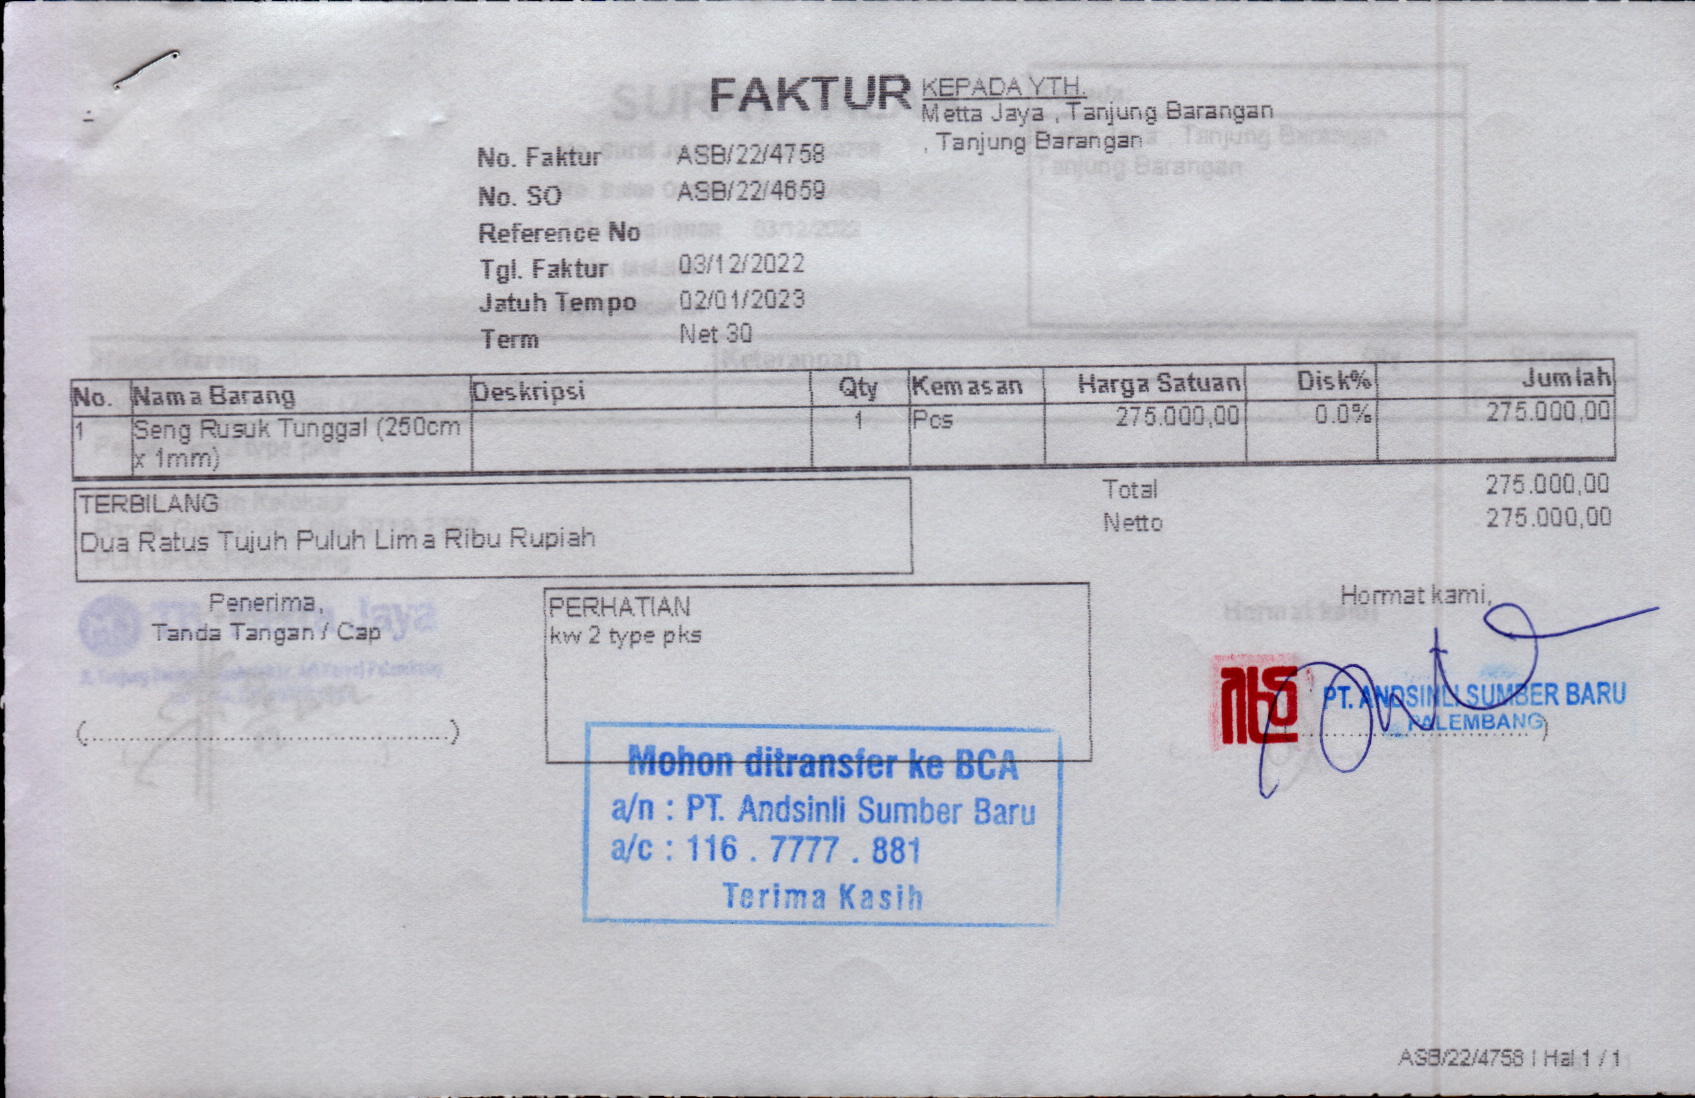 FAKTUR
KEPADA YTH.
Metta Jaya , Tanjung Barangan
, Tanjung Barangan
No. Faktur ASB/22/4758
No. SO ASB/22/4659
Reference No
Tgl. Faktur 03/12/2022
Jatuh Tempo 02/01/2023
Term Net 30
No. Nama Barang Deskripsi Qty Kemasan Harga Satuan Disk% Jumlah
1 Seng Rusuk Tunggal (250cm 1 Pcs 275.000,00 0.0% 275.000,00
x 1mm)
Total 275.000,00
Netto 275.000,00
TERBILANG
Dua Ratus Tujuh Puluh Lima Ribu Rupiah
Penerima,
Tanda Tangan / Cap
(..................................................)
PERHATIAN
kw 2 type pks
Hormat kami,
PT. ANDSINLI SUMBER BARU
PALEMBANG
Mohon ditransfer ke BCA
a/n : PT. Andsinli Sumber Baru
a/c : 116 . 7777 . 881
Terima Kasih
ASB/22/4758 | Hal 1 / 1